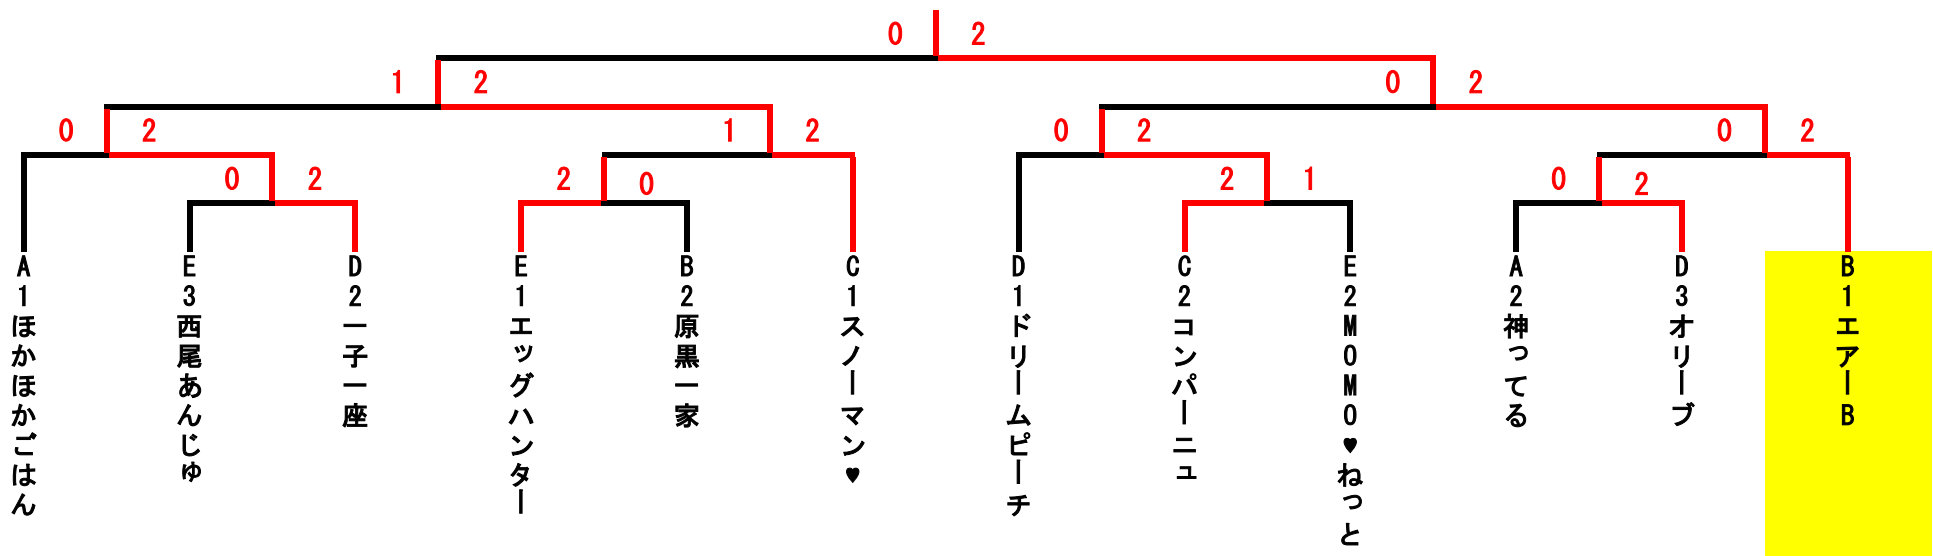 0 2
1 2 0 2
0 2 1 2 0 2 0 2
0 2 2 0 2 1 0 2
A1ほかほかごはん
E3西尾あんじゅ
D2一子一座
E1エッグハンター
B2原黒一家
C1スノーマン♥
D1ドリームピーチ
C2コンパーニュ
E2MOMO♥ねっと
A2神ってる
D3オリーブ
B1エアーB